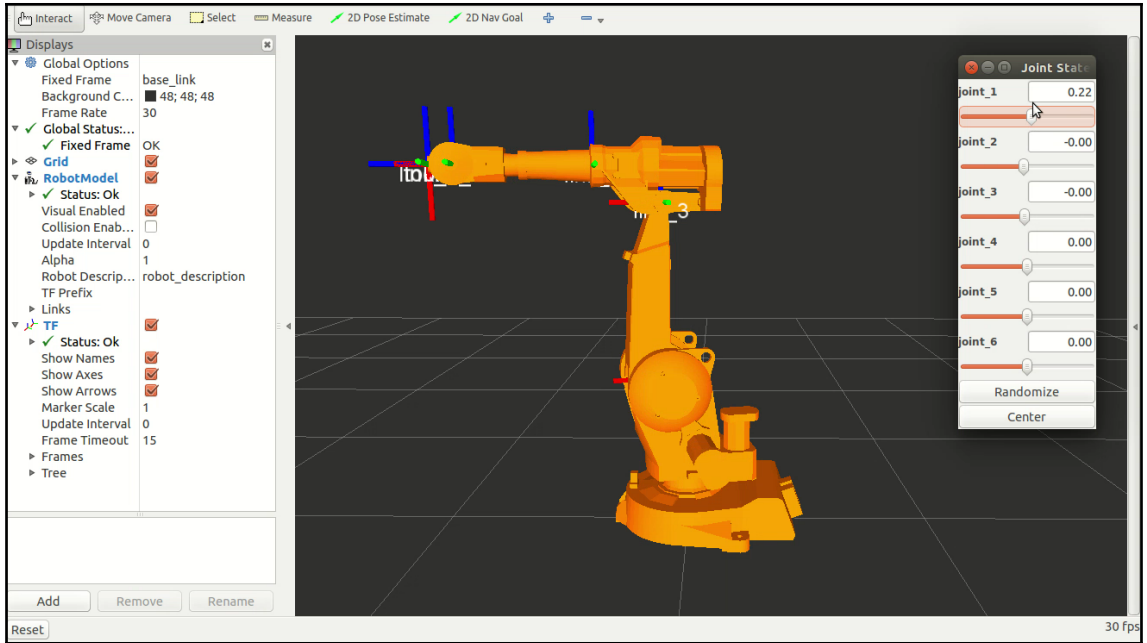 Interact Move Camera Select Measure 2D Pose Estimate 2D Nav Goal
Displays
Global Options
Fixed Frame base_link
Background C... 48; 48; 48
Frame Rate 30
Global Status:...
Fixed Frame OK
Grid
RobotModel
Status: Ok
Visual Enabled
Collision Enab...
Update Interval 0
Alpha 1
Robot Descrip... robot_description
TF Prefix
Links
TF
Status: Ok
Show Names
Show Axes
Show Arrows
Marker Scale 1
Update Interval 0
Frame Timeout 15
Frames
Tree
Add Remove Rename
Reset
Joint State
joint_1 0.22
joint_2 -0.00
joint_3 -0.00
joint_4 0.00
joint_5 0.00
joint_6 0.00
Randomize
Center
30 fps